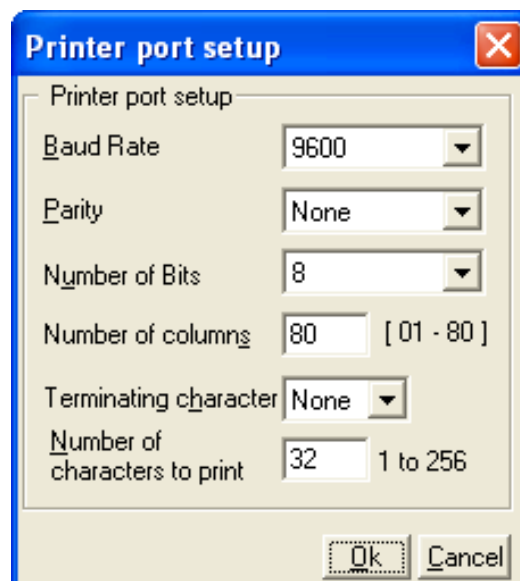 Printer port setup
Printer port setup
Baud Rate 9600
Parity None
Number of Bits 8
Number of columns 80 [ 01 - 80 ]
Terminating character None
Number of
characters to print 32 1 to 256
Ok Cancel